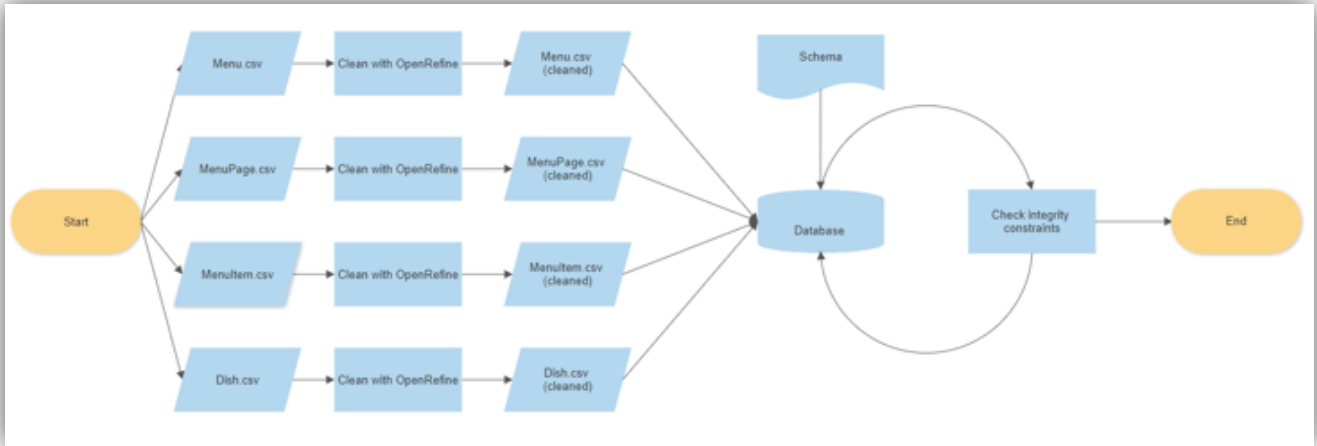 Menu.csv
Clean with OpenRefine
Menu.csv
(cleaned)
Schema
MenuPage.csv
Clean with OpenRefine
MenuPage.csv
(cleaned)
Start
Database
Check integrity
constraints
End
MenuItem.csv
Clean with OpenRefine
MenuItem.csv
(cleaned)
Dish.csv
Clean with OpenRefine
Dish.csv
(cleaned)